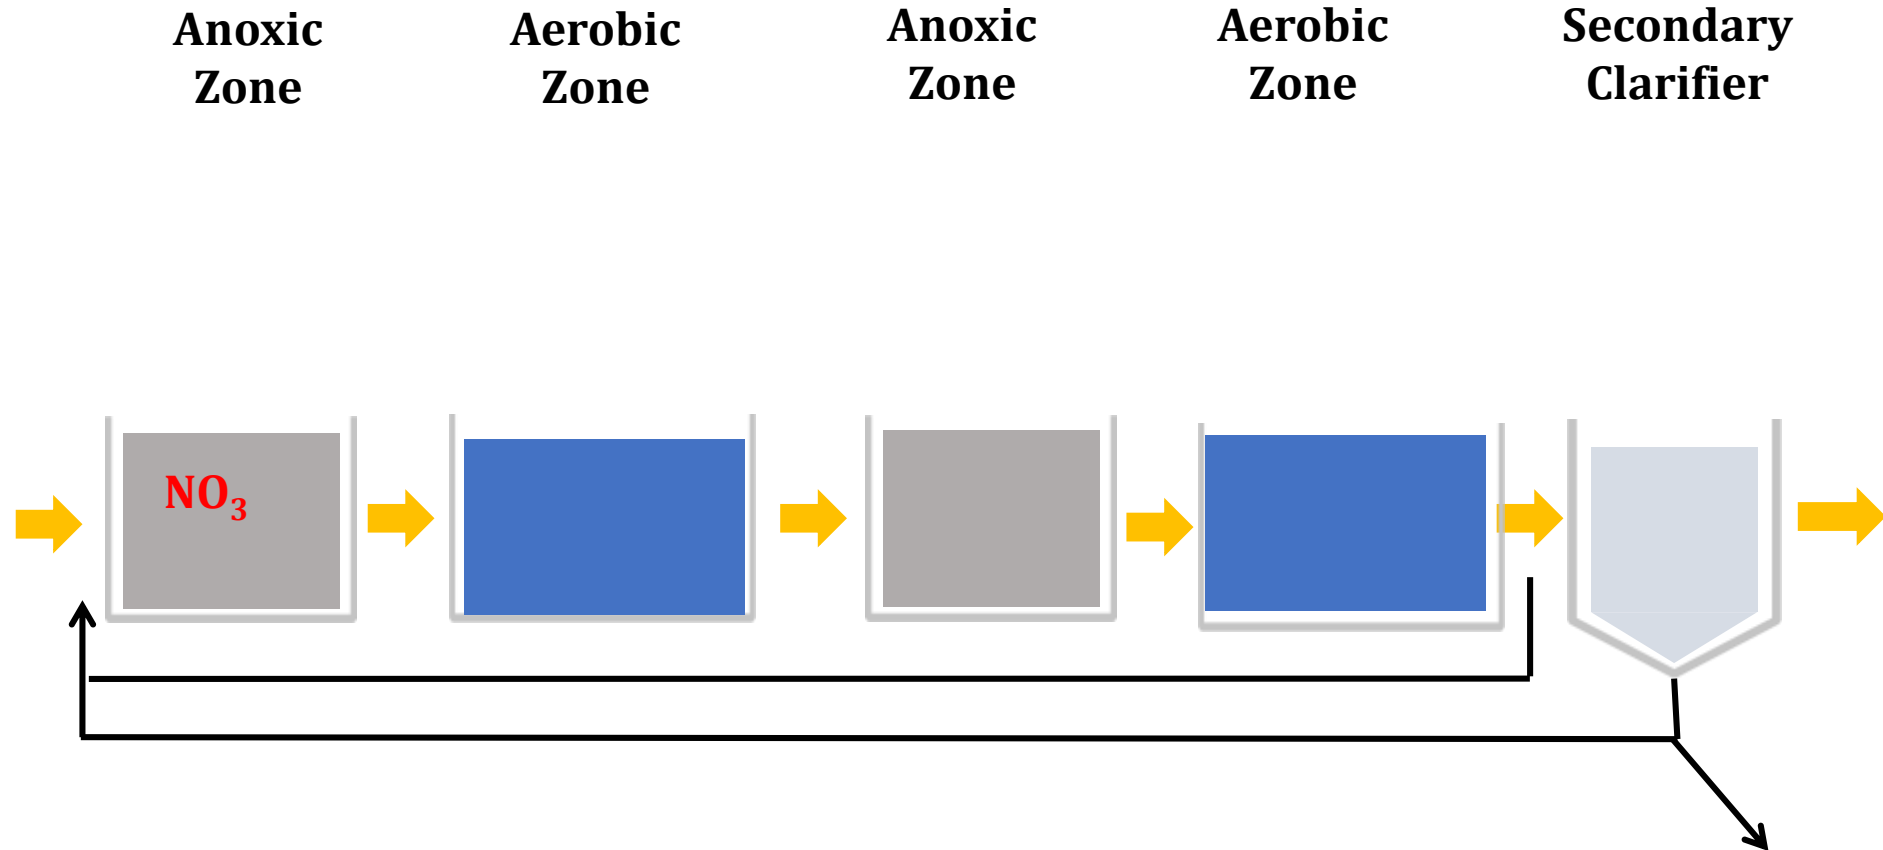 Anoxic
Zone
Aerobic
Zone
Anoxic
Zone
Aerobic
Zone
Secondary
Clarifier
NO₃